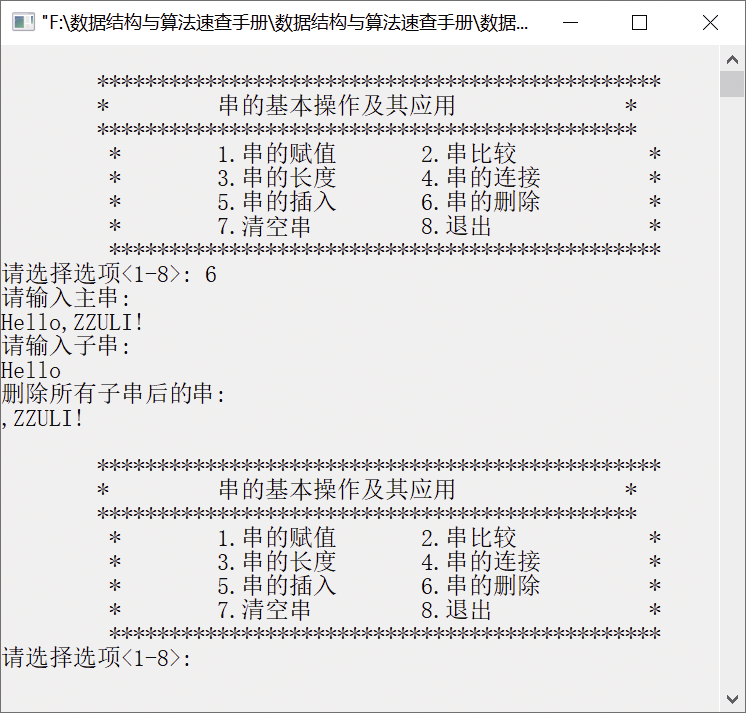 "F:\数据结构与算法速查手册\数据结构与算法速查手册\数据...
***********************************************
* 串的基本操作及其应用 *
*********************************************
* 1.串的赋值 2.串比较 *
* 3.串的长度 4.串的连接 *
* 5.串的插入 6.串的删除 *
* 7.清空串 8.退出 *
**********************************************
请选择选项<1-8>: 6
请输入主串:
Hello,ZZULI!
请输入子串:
Hello
删除所有子串后的串:
,ZZULI!
***********************************************
* 串的基本操作及其应用 *
*********************************************
* 1.串的赋值 2.串比较 *
* 3.串的长度 4.串的连接 *
* 5.串的插入 6.串的删除 *
* 7.清空串 8.退出 *
**********************************************
请选择选项<1-8>: